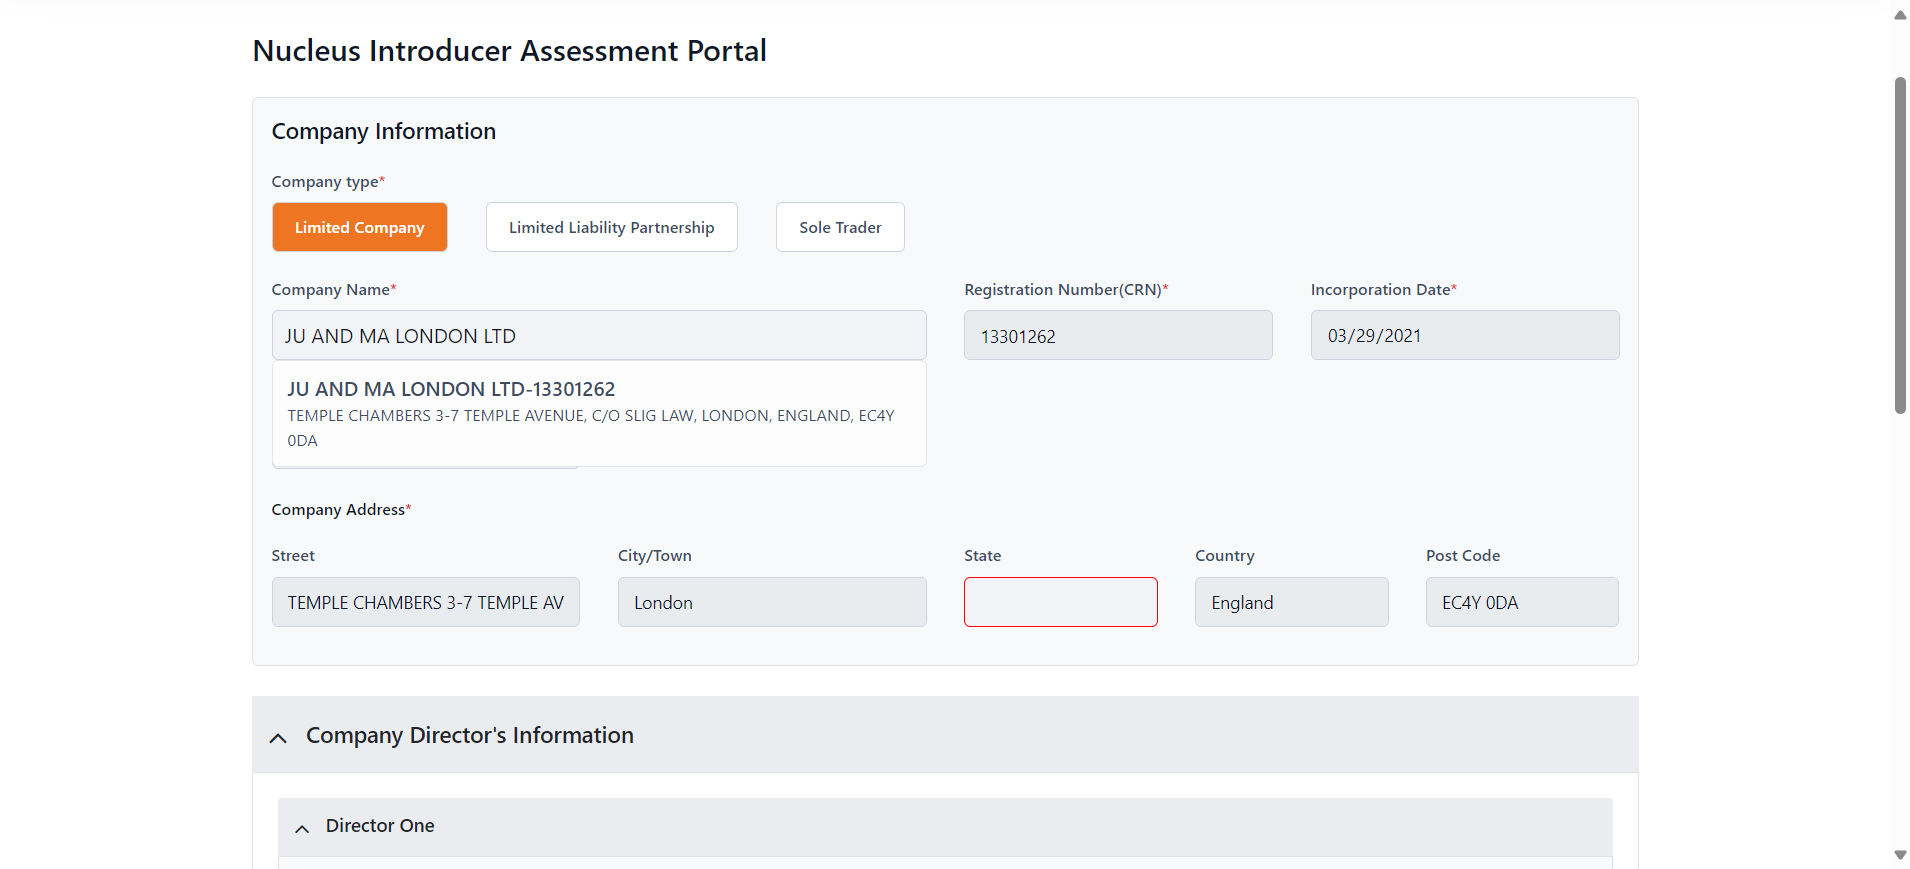 Nucleus Introducer Assessment Portal
Company Information
Company type*
Limited Company
Limited Liability Partnership
Sole Trader
Company Name*
Registration Number(CRN)*
Incorporation Date*
JU AND MA LONDON LTD
13301262
03/29/2021
JU AND MA LONDON LTD-13301262
TEMPLE CHAMBERS 3-7 TEMPLE AVENUE, C/O SLIG LAW, LONDON, ENGLAND, EC4Y
0DA
Company Address*
Street
City/Town
State
Country
Post Code
TEMPLE CHAMBERS 3-7 TEMPLE AV
London
England
EC4Y 0DA
Company Director's Information
Director One